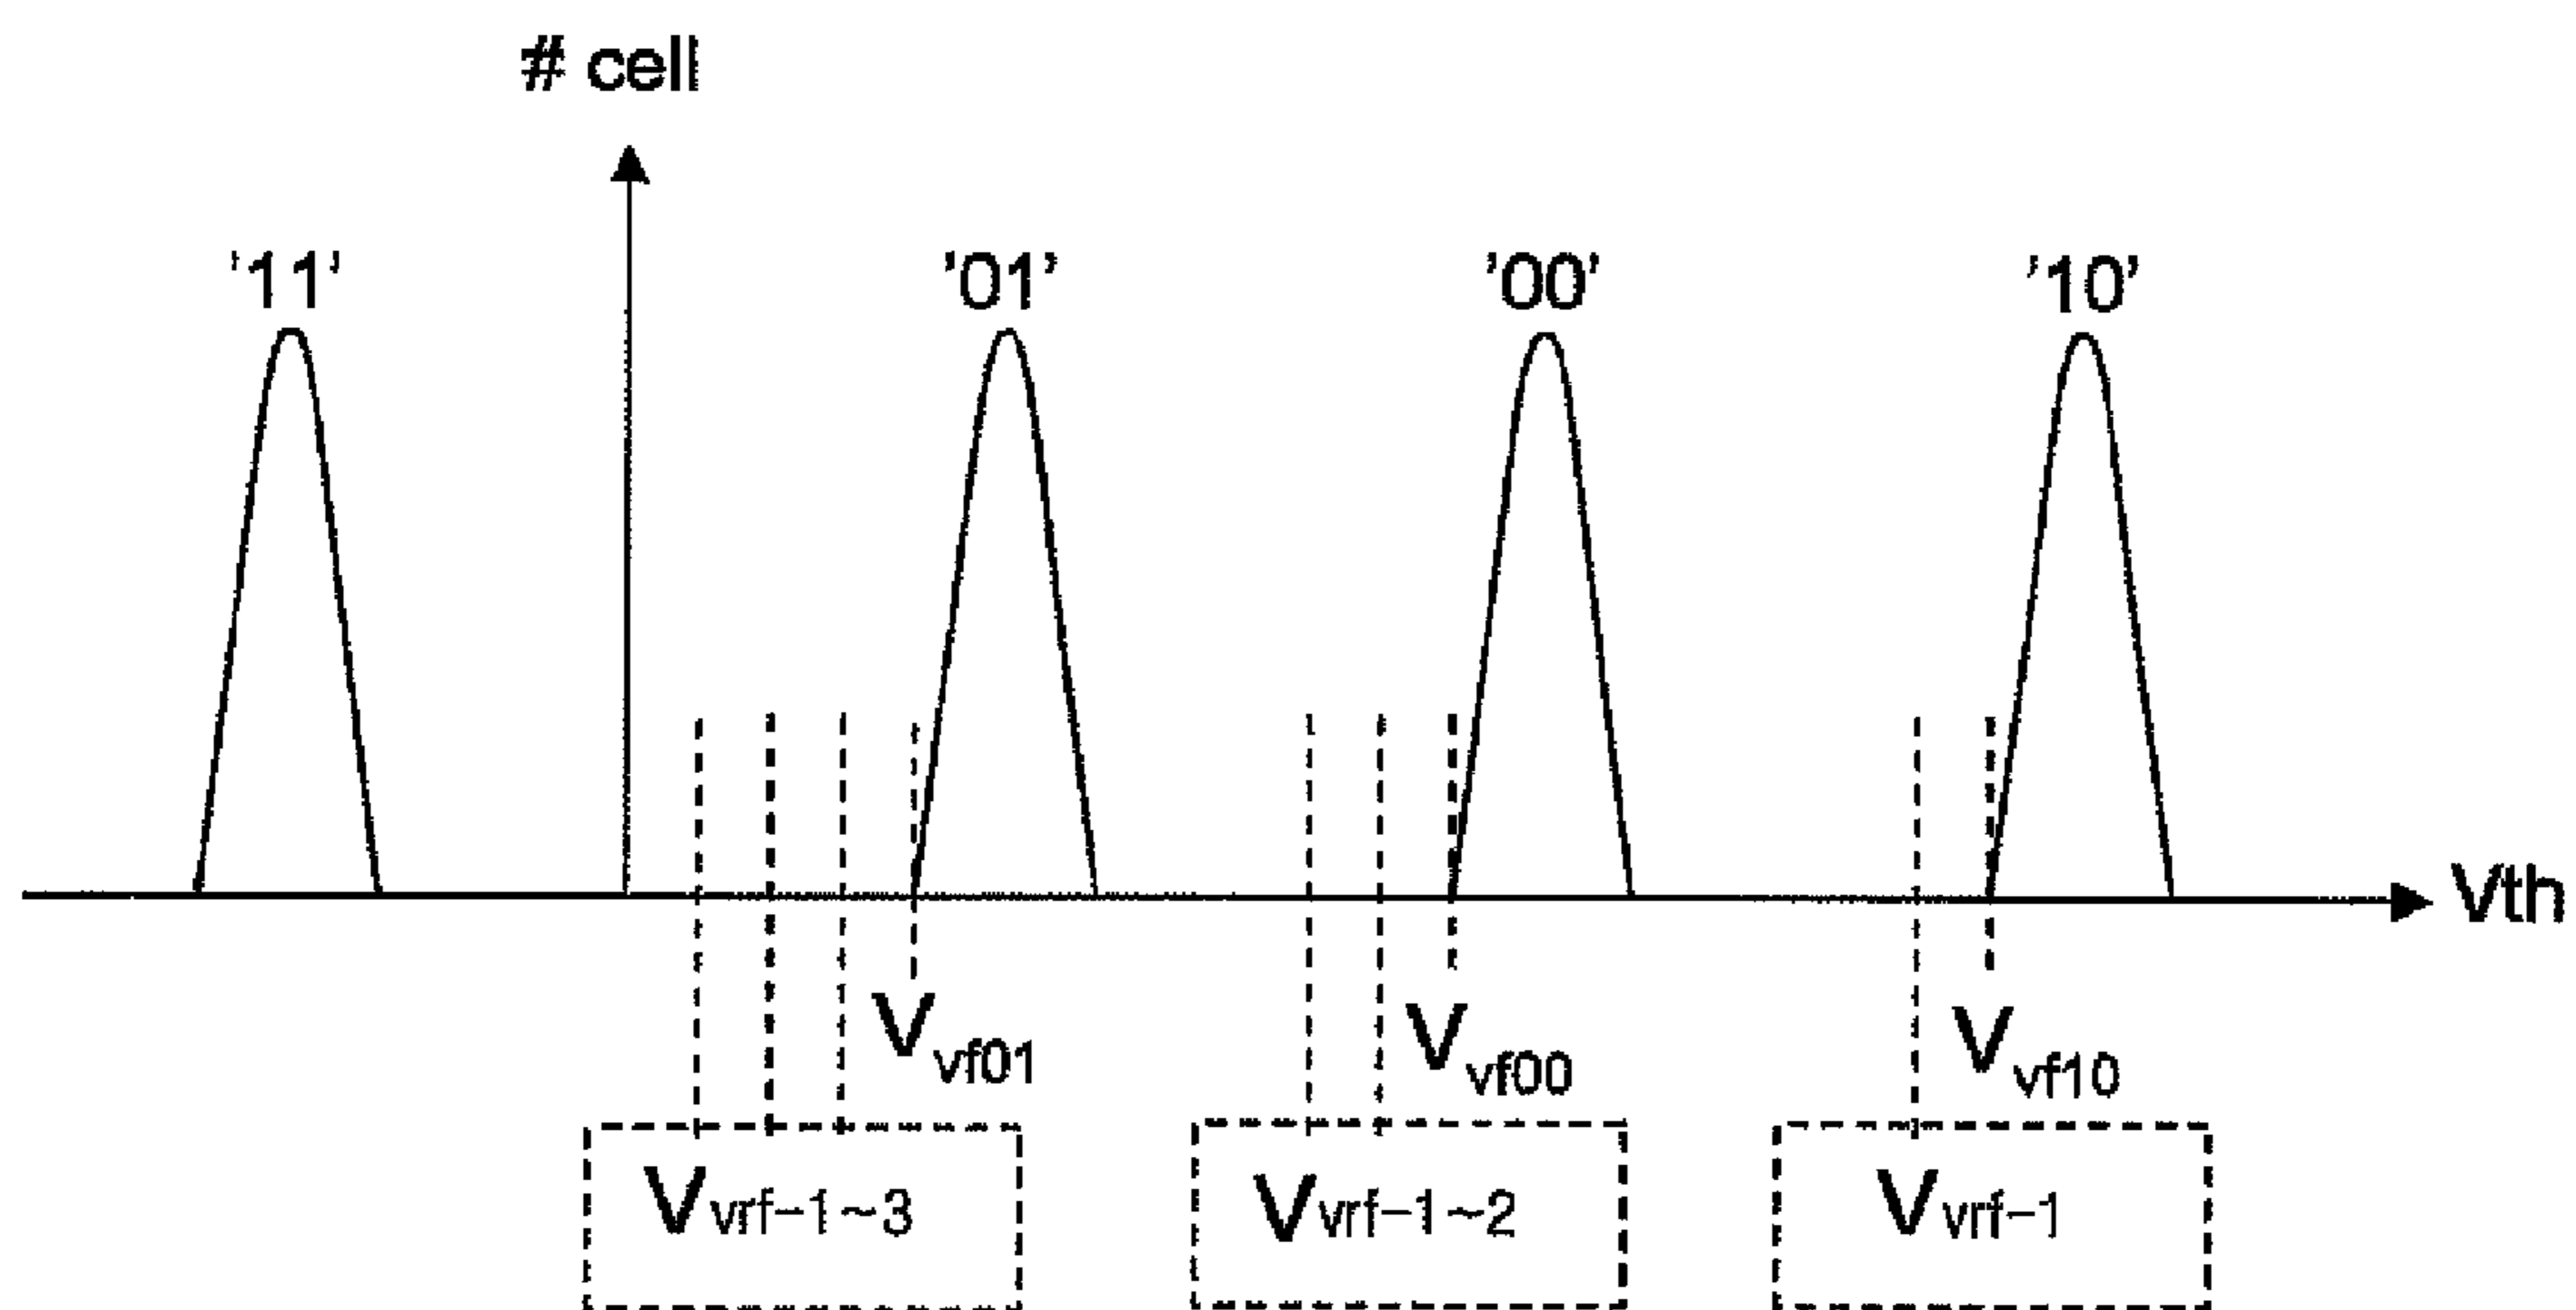 # cell
'11' '01' '00' '10'
Vth
Vvf01 Vvf00 Vvf10
Vvrf-1~3 Vvrf-1~2 Vvrf-1